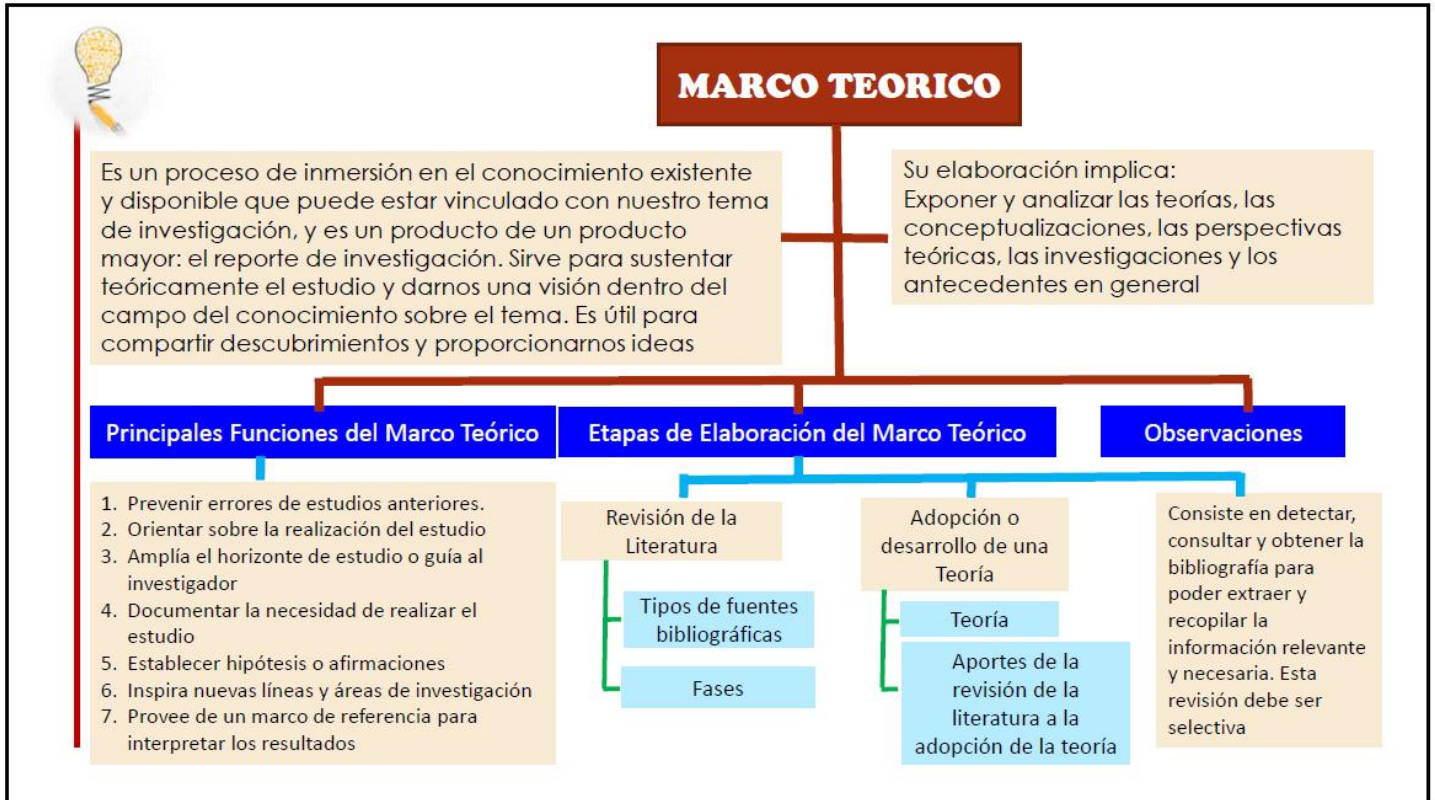 MARCO TEORICO
Es un proceso de inmersión en el conocimiento existente
y disponible que puede estar vinculado con nuestro tema
de investigación, y es un producto de un producto
mayor: el reporte de investigación. Sirve para sustentar
teóricamente el estudio y darnos una visión dentro del
campo del conocimiento sobre el tema. Es útil para
compartir descubrimientos y proporcionarnos ideas
Su elaboración implica:
Exponer y analizar las teorías, las
conceptualizaciones, las perspectivas
teóricas, las investigaciones y los
antecedentes en general
Principales Funciones del Marco Teórico
Etapas de Elaboración del Marco Teórico
Observaciones
1. Prevenir errores de estudios anteriores.
2. Orientar sobre la realización del estudio
3. Amplía el horizonte de estudio o guía al
investigador
4. Documentar la necesidad de realizar el
estudio
5. Establecer hipótesis o afirmaciones
6. Inspira nuevas líneas y áreas de investigación
7. Provee de un marco de referencia para
interpretar los resultados
Revisión de la
Literatura
Tipos de fuentes
bibliográficas
Fases
Adopción o
desarrollo de una
Teoría
Teoría
Aportes de la
revisión de la
literatura a la
adopción de la teoría
Consiste en detectar,
consultar y obtener la
bibliografía para
poder extraer y
recopilar la
información relevante
y necesaria. Esta
revisión debe ser
selectiva